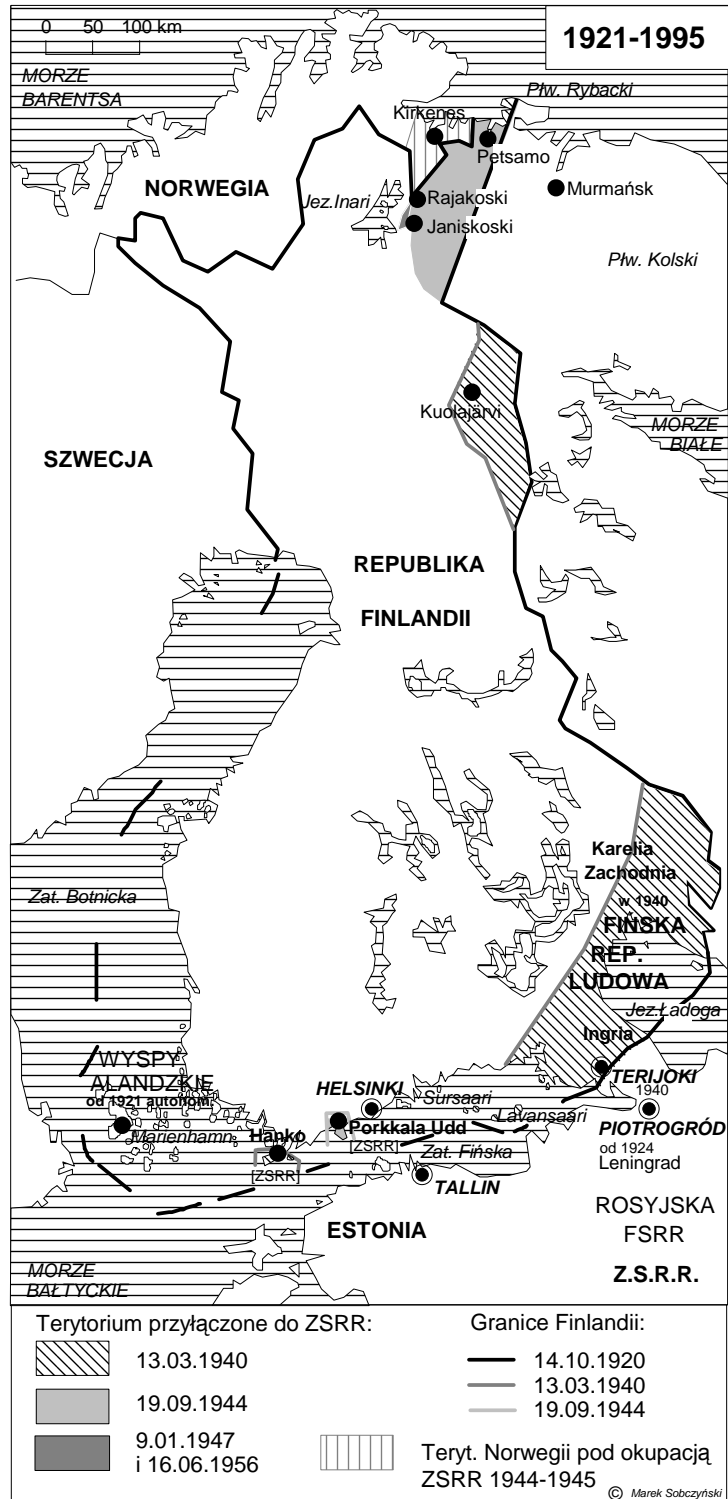 0 50 100 km
1921-1995
MORZE
BARENTSA
Płw. Rybacki
Kirkenes
Petsamo
NORWEGIA
Jez.Inari
Rajakoski
Murmańsk
Janiskoski
Płw. Kolski
Kuolajärvi
MORZE
BIAŁE
SZWECJA
REPUBLIKA
FINLANDII
Karelia
Zachodnia
w 1940
FIŃSKA
REP.
LUDOWA
Zat. Botnicka
Jez.Ładoga
Ingria
WYSPY
ALANDZKIE
od 1921 autonom.
Marienhamn
HELSINKI
Sursaari
TERIJOKI
1940
Lavansaari
Hanko
[ZSRR]
Porkkala Udd
[ZSRR]
Zat. Fińska
PIOTROGRÓD
od 1924
Leningrad
TALLIN
ESTONIA
ROSYJSKA
FSRR
Z.S.R.R.
MORZE
BAŁTYCKIE
Terytorium przyłączone do ZSRR:
13.03.1940
19.09.1944
9.01.1947
i 16.06.1956
Granice Finlandii:
14.10.1920
13.03.1940
19.09.1944
Teryt. Norwegii pod okupacją
ZSRR 1944-1945
© Marek Sobczyński